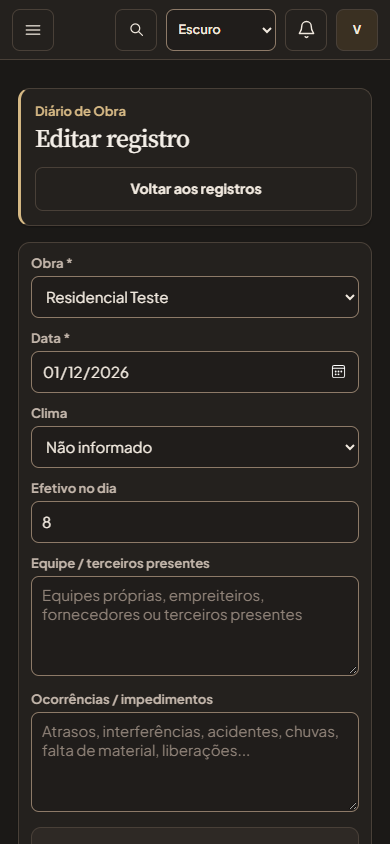 Escuro
V
Diário de Obra
Editar registro
Voltar aos registros
Obra *
Residencial Teste
Data *
01/12/2026
Clima
Não informado
Efetivo no dia
8
Equipe / terceiros presentes
Equipes próprias, empreiteiros,
fornecedores ou terceiros presentes
Ocorrências / impedimentos
Atrasos, interferências, acidentes, chuvas,
falta de material, liberações...